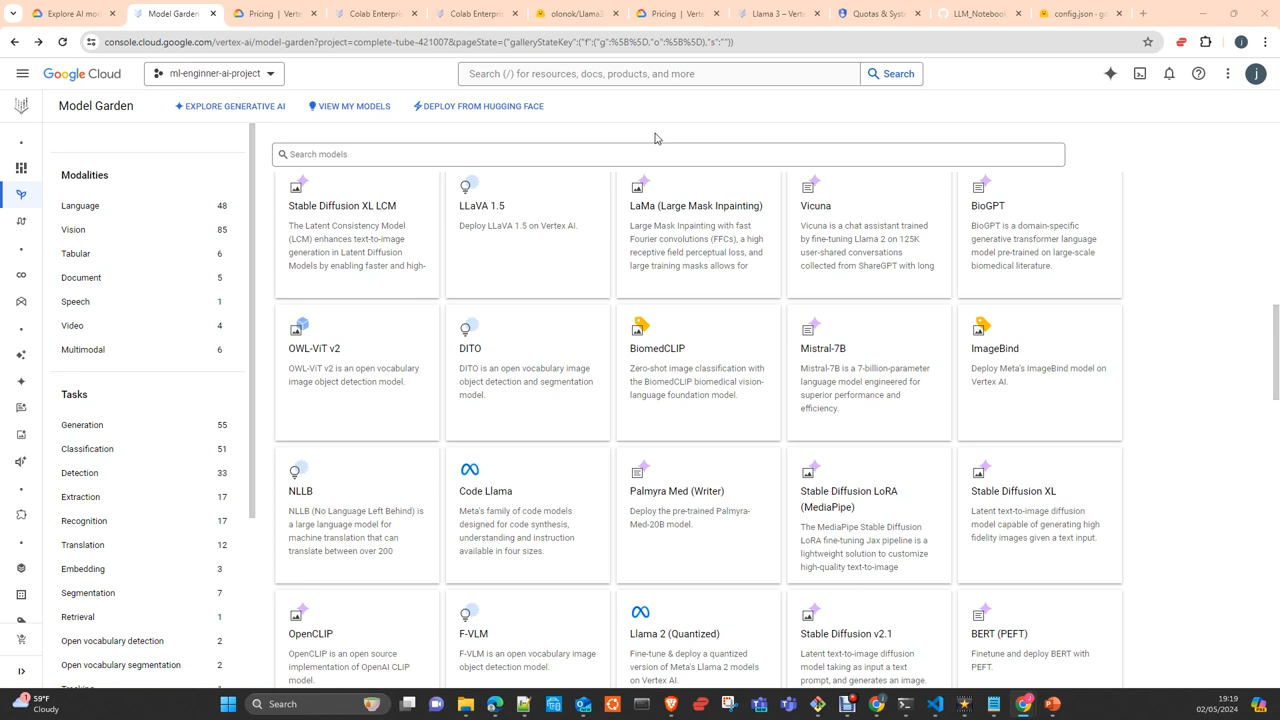 Explore AI mod
Model Garden
Pricing | Verte
Colab Enterpris
Colab Enterpris
olonok/Llama3
Pricing | Verte
Llama 3 – Verte
Quotas & Syste
LLM_Notebook
config.json - g
console.cloud.google.com/vertex-ai/model-garden?project=complete-tube-421007&pageState=("galleryStateKey":("f":("g":%5B%5D,"o":%5B%5D),"s":""))
Google Cloud
ml-enginner-ai-project
Search (/) for resources, docs, products, and more
Search
j
j
Model Garden
EXPLORE GENERATIVE AI
VIEW MY MODELS
DEPLOY FROM HUGGING FACE
Search models
Modalities
Language 48
Vision 85
Tabular 6
Document 5
Speech 1
Video 4
Multimodal 6
Tasks
Generation 55
Classification 51
Detection 33
Extraction 17
Recognition 17
Translation 12
Embedding 3
Segmentation 7
Retrieval 1
Open vocabulary detection 2
Open vocabulary segmentation 2
Stable Diffusion XL LCM
The Latent Consistency Model
(LCM) enhances text-to-image
generation in Latent Diffusion
Models by enabling faster and high-
LLaVA 1.5
Deploy LLaVA 1.5 on Vertex AI.
LaMa (Large Mask Inpainting)
Large Mask Inpainting with fast
Fourier convolutions (FFCs), a high
receptive field perceptual loss, and
large training masks allows for
Vicuna
Vicuna is a chat assistant trained
by fine-tuning Llama 2 on 125K
user-shared conversations
collected from ShareGPT with long
BioGPT
BioGPT is a domain-specific
generative transformer language
model pre-trained on large-scale
biomedical literature.
OWL-ViT v2
OWL-ViT v2 is an open vocabulary
image object detection model.
DITO
DITO is an open vocabulary image
object detection and segmentation
model.
BiomedCLIP
Zero-shot image classification with
the BiomedCLIP biomedical vision-
language foundation model.
Mistral-7B
Mistral-7B is a 7-billion-parameter
language model engineered for
superior performance and
efficiency.
ImageBind
Deploy Meta's ImageBind model on
Vertex AI.
NLLB
NLLB (No Language Left Behind) is
a large language model for
machine translation that can
translate between over 200
Code Llama
Meta's family of code models
designed for code synthesis,
understanding and instruction
available in four sizes.
Palmyra Med (Writer)
Deploy the pre-trained Palmyra-
Med-20B model.
Stable Diffusion LoRA
(MediaPipe)
The MediaPipe Stable Diffusion
LoRA fine-tuning Jax pipeline is a
lightweight solution to customize
high-quality text-to-image
Stable Diffusion XL
Latent text-to-image diffusion
model capable of generating high
fidelity images given a text input.
OpenCLIP
OpenCLIP is an open source
implementation of OpenAI CLIP
model.
F-VLM
F-VLM is an open vocabulary image
object detection model.
Llama 2 (Quantized)
Fine-tune & deploy a quantized
version of Meta's Llama 2 models
on Vertex AI.
Stable Diffusion v2.1
Latent text-to-image diffusion
model taking as input a text
prompt, and generates an image.
BERT (PEFT)
Finetune and deploy BERT with
PEFT.
59°F
Cloudy
Search
19:19
02/05/2024